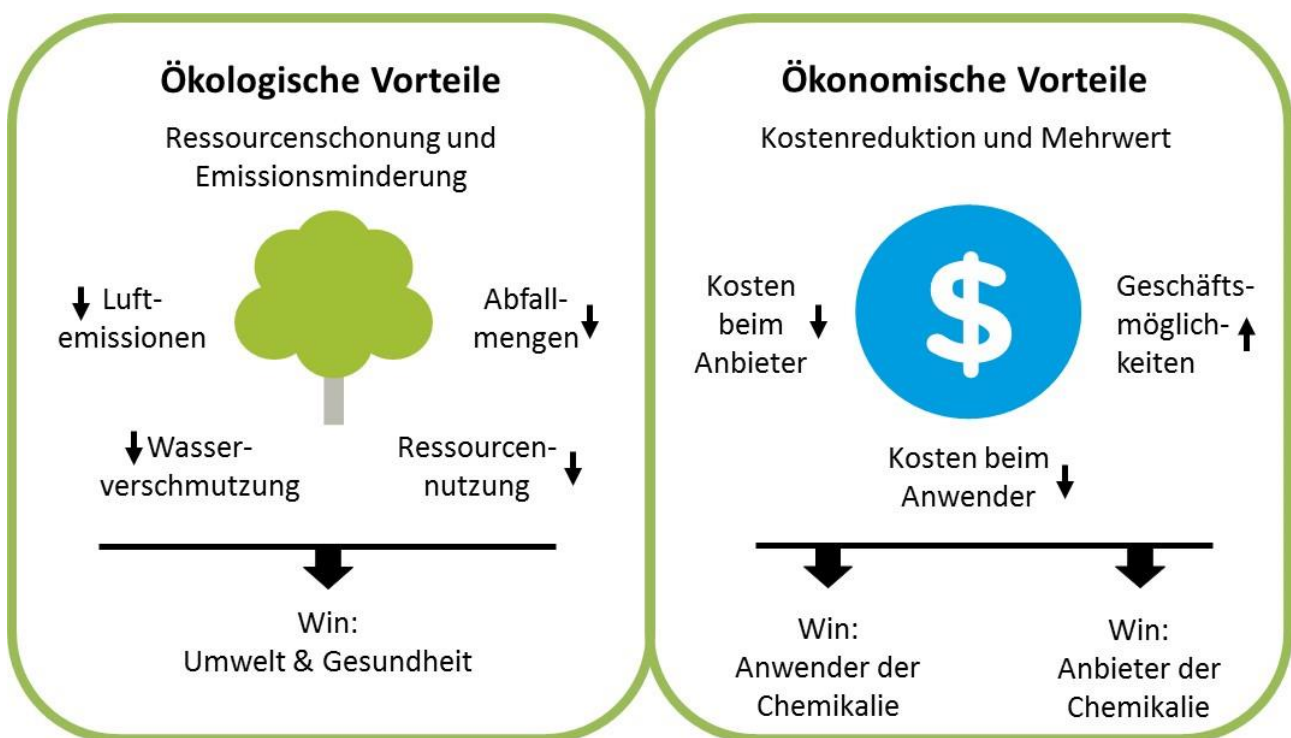 Ökologische Vorteile
Ressourcenschonung und
Emissionsminderung
Luft-
emissionen
Abfall-
mengen
Wasser-
verschmutzung
Ressourcen-
nutzung
Win:
Umwelt & Gesundheit
Ökonomische Vorteile
Kostenreduktion und Mehrwert
Kosten
beim
Anbieter
$
Geschäfts-
möglich-
keiten
Kosten beim
Anwender
Win:
Anwender der
Chemikalie
Win:
Anbieter der
Chemikalie